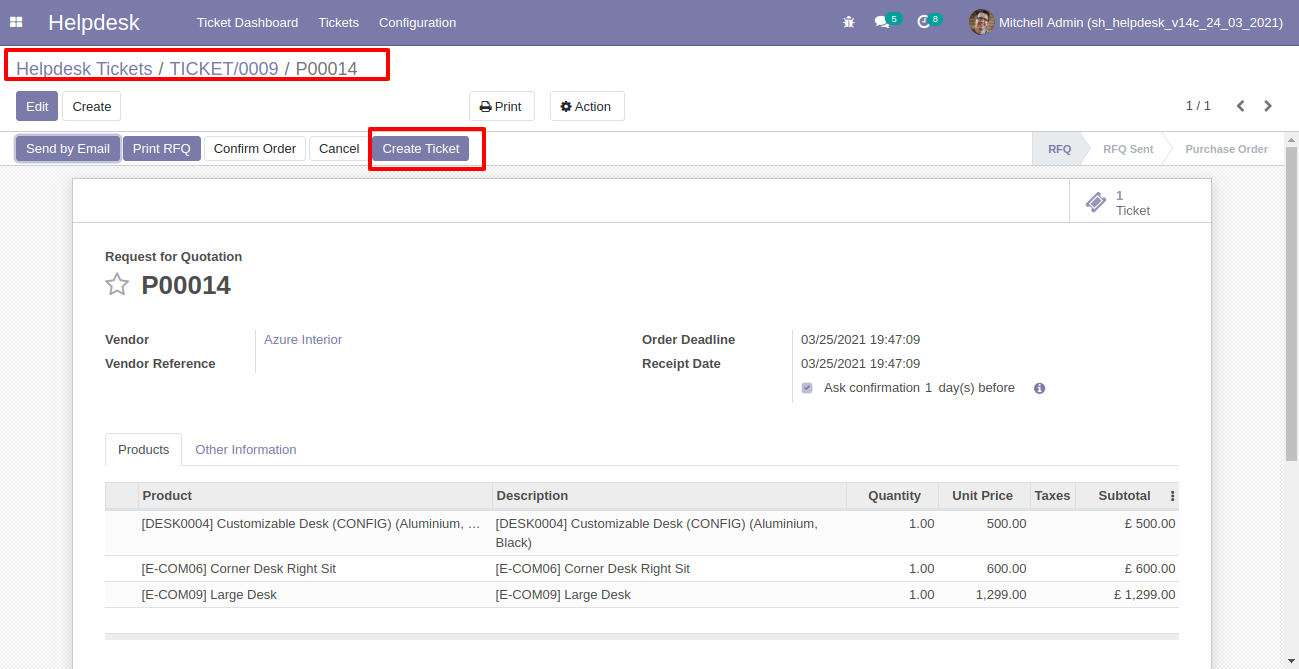 Helpdesk Ticket Dashboard Tickets Configuration 5 8 Mitchell Admin (sh_helpdesk_v14c_24_03_2021)
Helpdesk Tickets / TICKET/0009 / P00014
Edit Create Print Action 1 / 1
Send by Email Print RFQ Confirm Order Cancel Create Ticket RFQ RFQ Sent Purchase Order
1
Ticket
Request for Quotation
P00014
Vendor Azure Interior Order Deadline 03/25/2021 19:47:09
Vendor Reference Receipt Date 03/25/2021 19:47:09
Ask confirmation 1 day(s) before
Products Other Information
Product Description Quantity Unit Price Taxes Subtotal
[DESK0004] Customizable Desk (CONFIG) (Aluminium, ... [DESK0004] Customizable Desk (CONFIG) (Aluminium, 1.00 500.00 £ 500.00
Black)
[E-COM06] Corner Desk Right Sit [E-COM06] Corner Desk Right Sit 1.00 600.00 £ 600.00
[E-COM09] Large Desk [E-COM09] Large Desk 1.00 1,299.00 £ 1,299.00